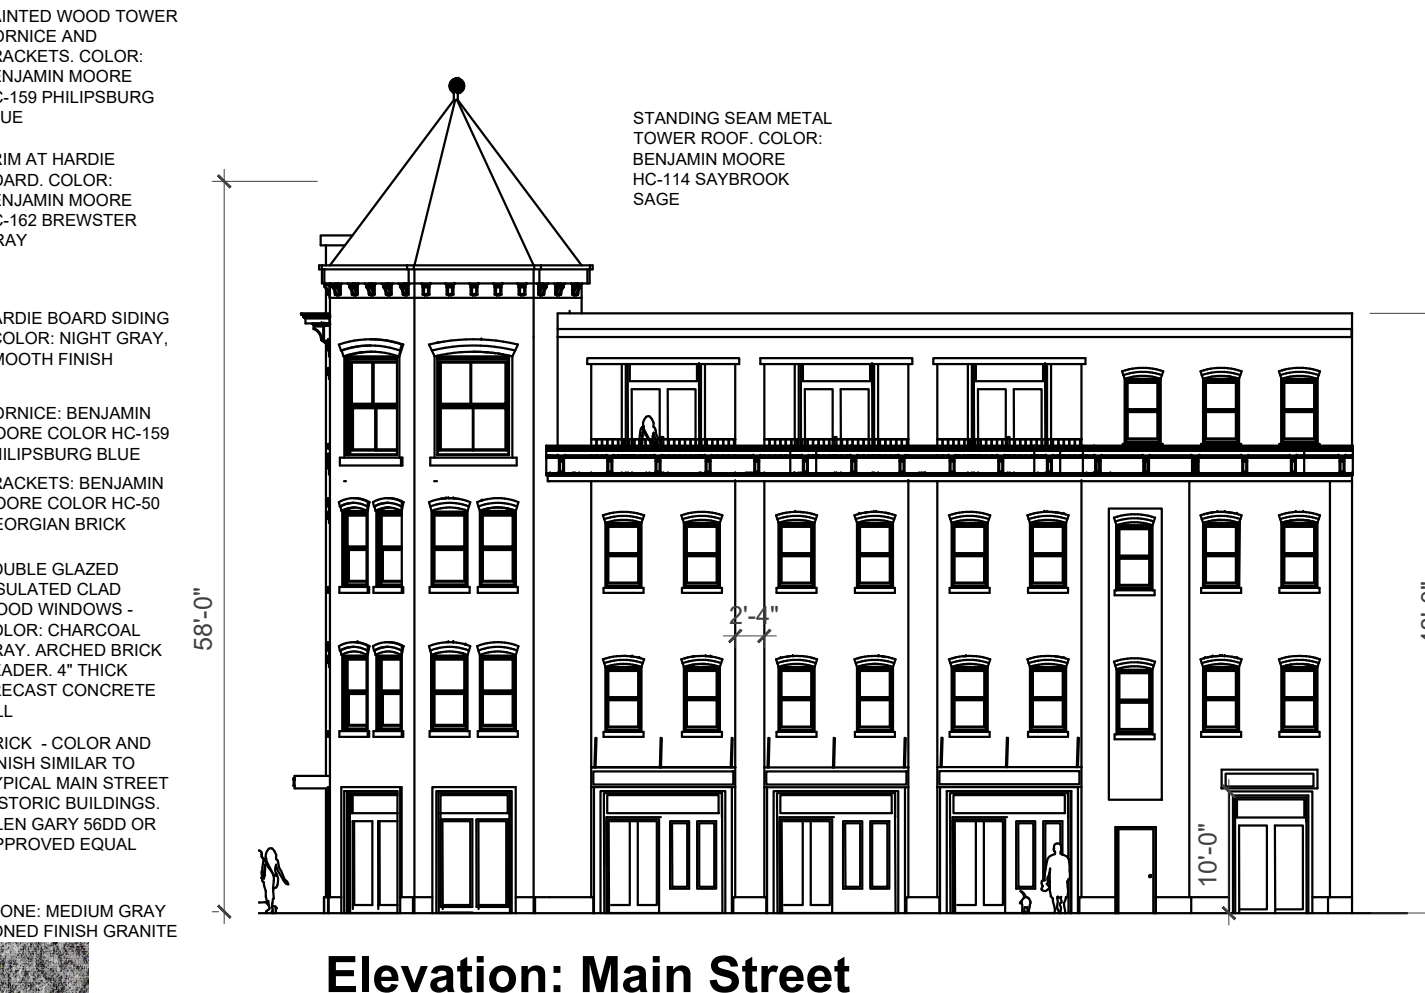 AINTED WOOD TOWER
ORNICE AND
RACKETS. COLOR:
ENJAMIN MOORE
C-159 PHILIPSBURG
UE
RIM AT HARDIE
OARD. COLOR:
ENJAMIN MOORE
C-162 BREWSTER
RAY
ARDIE BOARD SIDING
COLOR: NIGHT GRAY,
MOOTH FINISH
ORNICE: BENJAMIN
OORE COLOR HC-159
HILIPSBURG BLUE
RACKETS: BENJAMIN
OORE COLOR HC-50
EORGIAN BRICK
OUBLE GLAZED
SULATED CLAD
OOD WINDOWS -
OLOR: CHARCOAL
RAY. ARCHED BRICK
EADER. 4" THICK
RECAST CONCRETE
LL
RICK - COLOR AND
NISH SIMILAR TO
YPICAL MAIN STREET
STORIC BUILDINGS.
LEN GARY 56DD OR
PPROVED EQUAL
ONE: MEDIUM GRAY
ONED FINISH GRANITE
STANDING SEAM METAL
TOWER ROOF. COLOR:
BENJAMIN MOORE
HC-114 SAYBROOK
SAGE
58'-0"
2'-4"
10'-0"
Elevation: Main Street